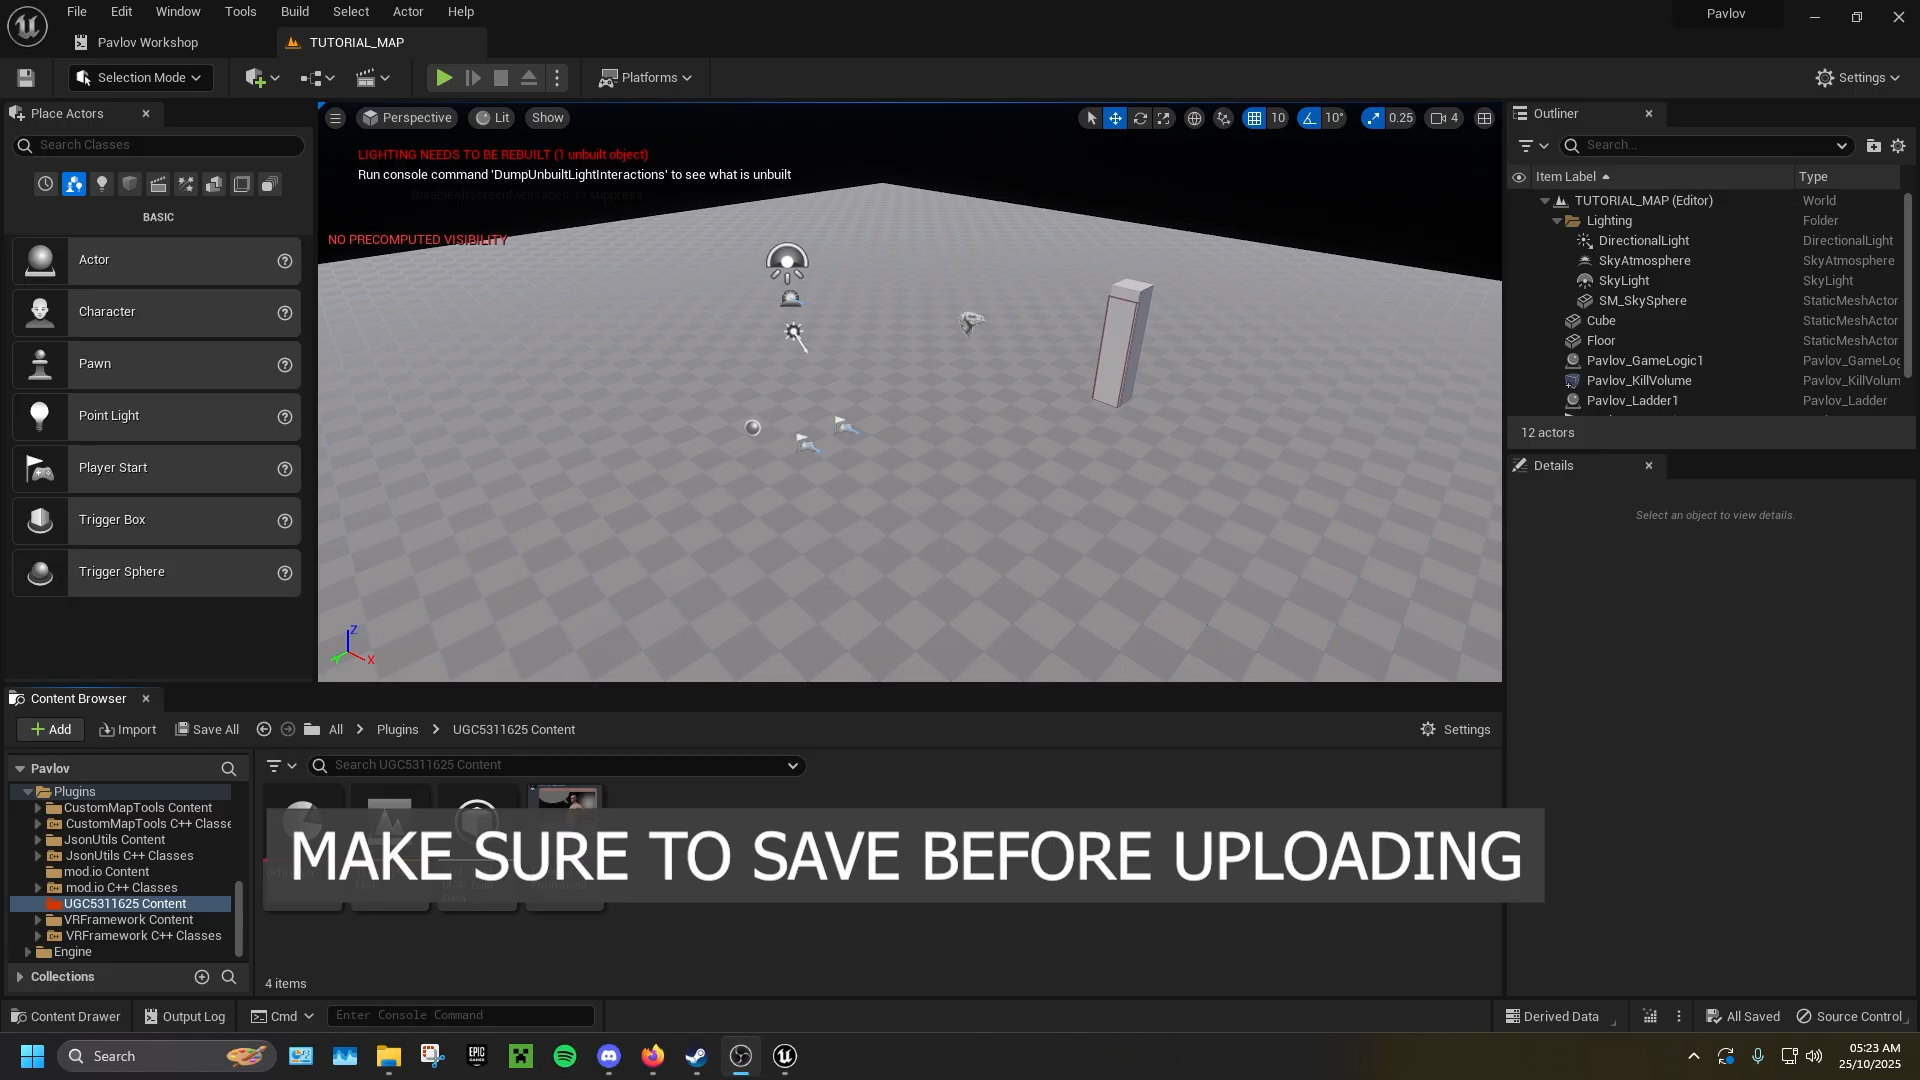 File Edit Window Tools Build Select Actor Help
Pavlov
Pavlov Workshop
TUTORIAL_MAP
Selection Mode
Platforms
Settings
Place Actors
Search Classes
BASIC
Actor
Character
Pawn
Point Light
Player Start
Trigger Box
Trigger Sphere
Perspective
Lit
Show
10
10°
0.25
4
LIGHTING NEEDS TO BE REBUILT (1 unbuilt object)
Run console command 'DumpUnbuiltLightInteractions' to see what is unbuilt
'DisableAllScreenMessages' to suppress
NO PRECOMPUTED VISIBILITY
Z
X
Outliner
Search...
Item Label Type
TUTORIAL_MAP (Editor) World
Lighting Folder
DirectionalLight DirectionalLight
SkyAtmosphere SkyAtmosphere
SkyLight SkyLight
SM_SkySphere StaticMeshActor
Cube StaticMeshActor
Floor StaticMeshActor
Pavlov_GameLogic1 Pavlov_GameLog
Pavlov_KillVolume Pavlov_KillVolum
Pavlov_Ladder1 Pavlov_Ladder
12 actors
Details
Select an object to view details.
Content Browser
Add
Import
Save All
All
Plugins
UGC5311625 Content
Settings
Pavlov
Plugins
CustomMapTools Content
CustomMapTools C++ Classe
JsonUtils Content
JsonUtils C++ Classes
mod.io Content
mod.io C++ Classes
UGC5311625 Content
VRFramework Content
VRFramework C++ Classes
Engine
Collections
Search UGC5311625 Content
MAKE SURE TO SAVE BEFORE UPLOADING
4 items
Content Drawer
Output Log
Cmd
Enter Console Command
Derived Data
All Saved
Source Control
Search
EPIC GAMES
05:23 AM
25/10/2025